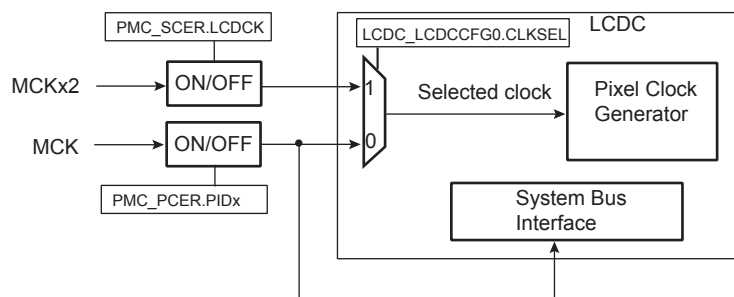 PMC_SCER.LCDCK
LCDC_LCDCCFG0.CLKSEL
LCDC
MCKx2
ON/OFF
1
Selected clock
Pixel Clock
Generator
MCK
ON/OFF
0
PMC_PCER.PIDx
System Bus
Interface